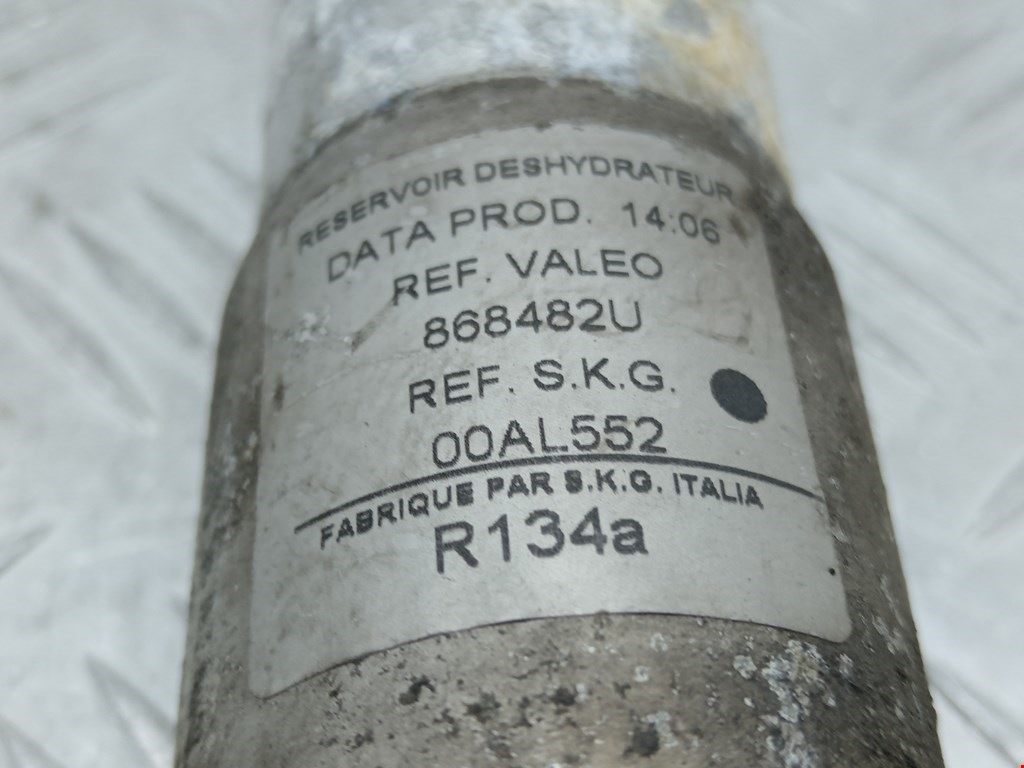 RESERVOIR DESHYDRATEUR
DATA PROD. 14:06
REF. VALEO
868482U
REF. S.K.G.
00AL552
FABRIQUE PAR S.K.G. ITALIA
R134a